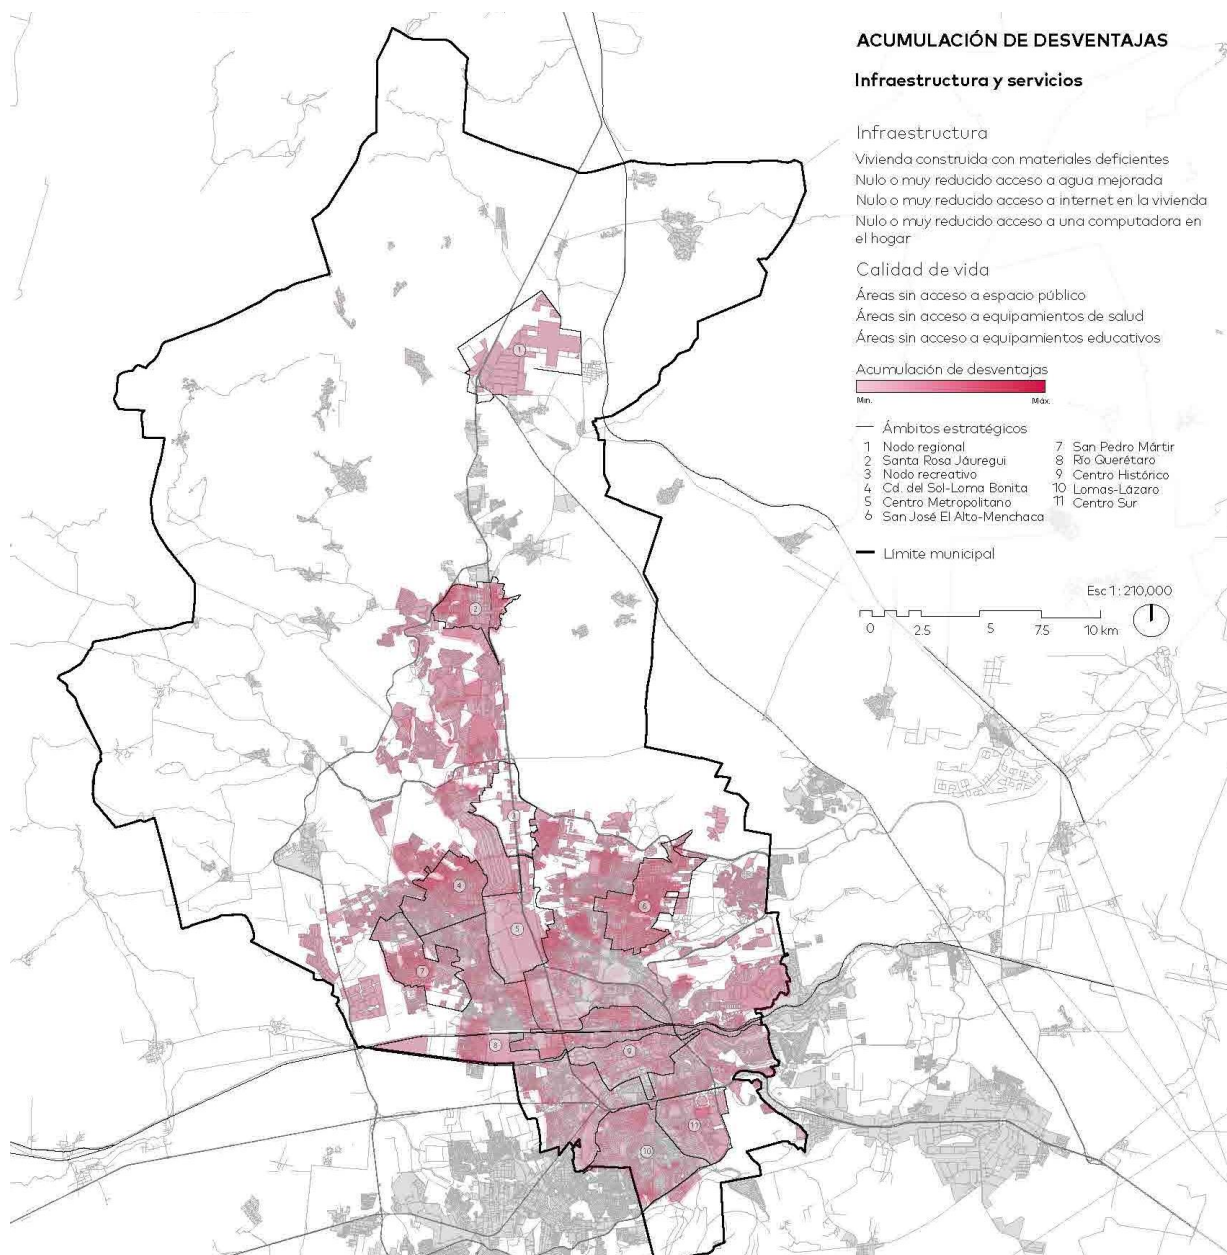 ACUMULACIÓN DE DESVENTAJAS
Infraestructura y servicios
Infraestructura
Vivienda construida con materiales deficientes
Nulo o muy reducido acceso a agua mejorada
Nulo o muy reducido acceso a internet en la vivienda
Nulo o muy reducido acceso a una computadora en
el hogar
Calidad de vida
Áreas sin acceso a espacio público
Áreas sin acceso a equipamientos de salud
Áreas sin acceso a equipamientos educativos
Acumulación de desventajas
Min. Máx.
Ámbitos estratégicos
1 Nodo regional
2 Santa Rosa Jáuregui
3 Nodo recreativo
4 Cd. del Sol-Loma Bonita
5 Centro Metropolitano
6 San José El Alto-Menchaca
7 San Pedro Mártir
8 Río Querétaro
9 Centro Histórico
10 Lomas-Lázaro
11 Centro Sur
Límite municipal
Esc 1 : 210,000
0 2.5 5 7.5 10 km
1
2
3
4
5
6
7
8
9
11
10